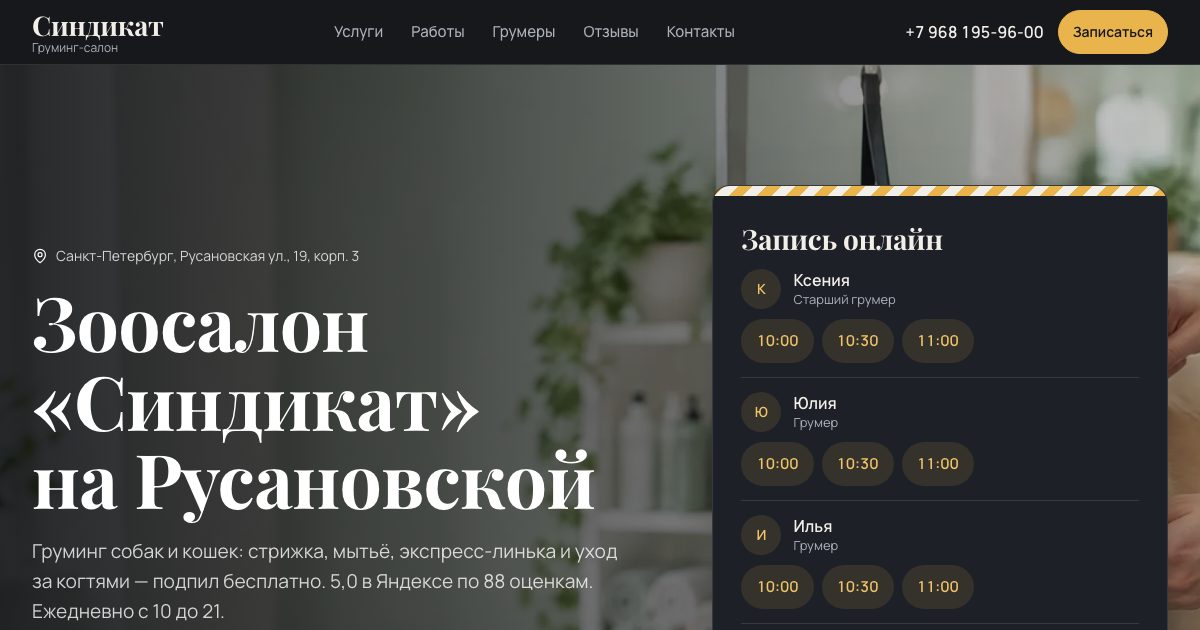 Синдикат
Груминг-салон
Услуги
Работы
Грумеры
Отзывы
Контакты
+7 968 195-96-00
Записаться
Санкт-Петербург, Русановская ул., 19, корп. 3
Зоосалон
«Синдикат»
на Русановской
Груминг собак и кошек: стрижка, мытьё, экспресс-линька и уход
за когтями — подпил бесплатно. 5,0 в Яндексе по 88 оценкам.
Ежедневно с 10 до 21.
Запись онлайн
К
Ксения
Старший грумер
10:00
10:30
11:00
Ю
Юлия
Грумер
10:00
10:30
11:00
И
Илья
Грумер
10:00
10:30
11:00